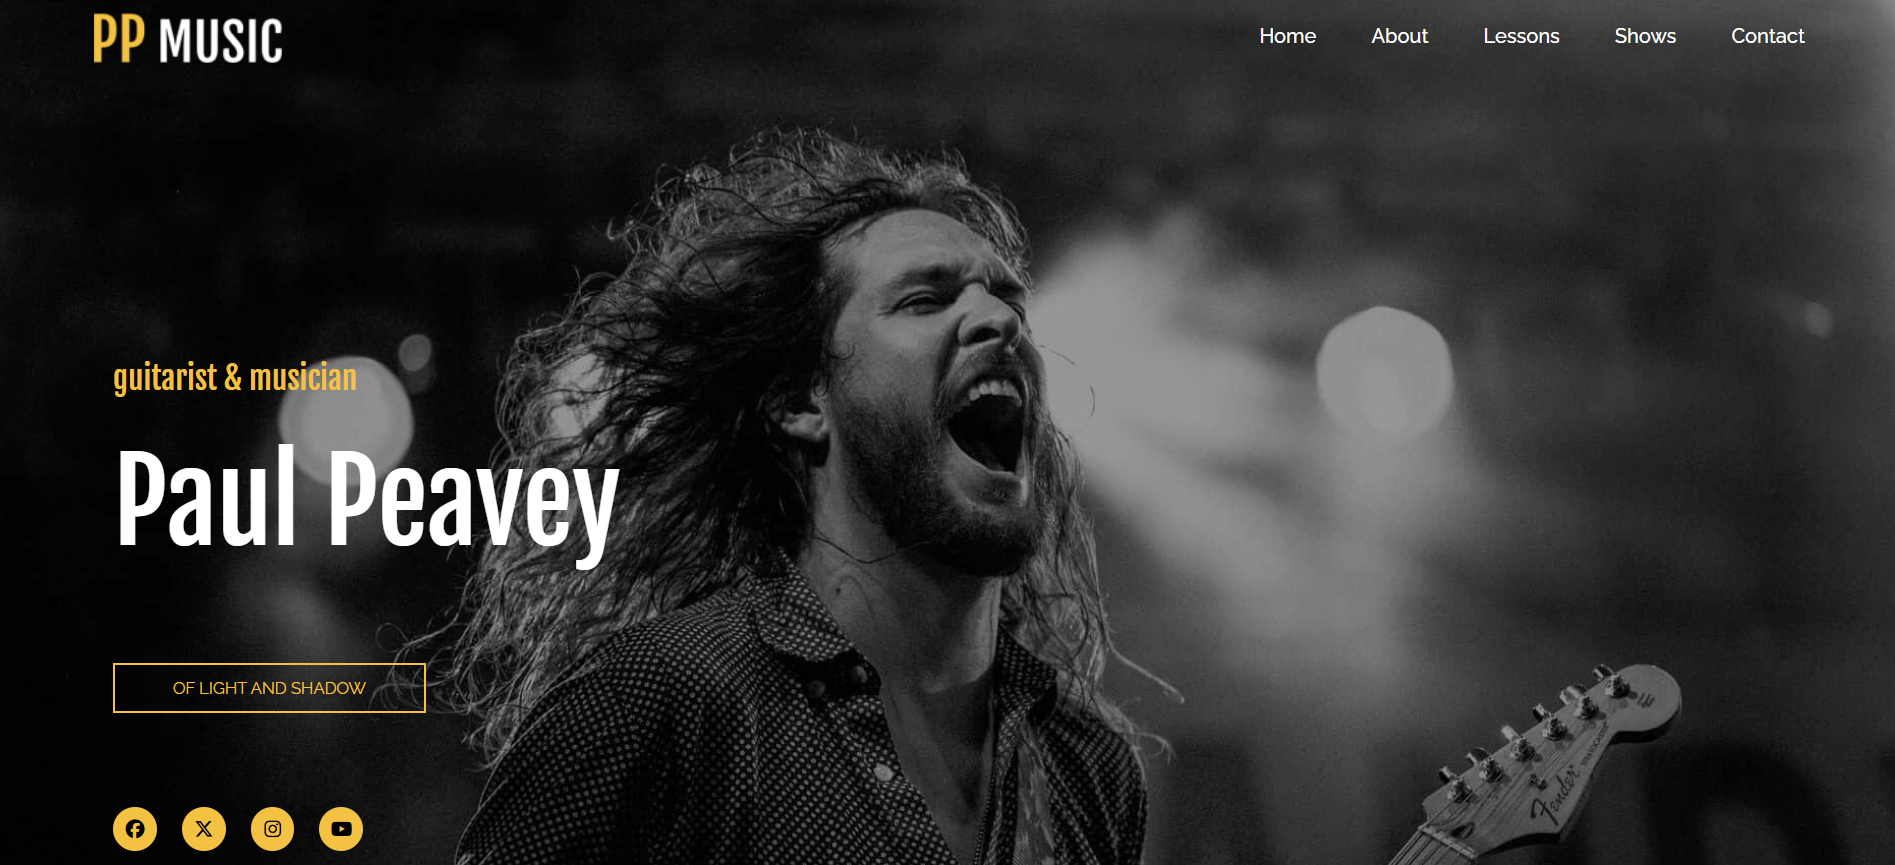 PP MUSIC
Home About Lessons Shows Contact
guitarist & musician
Paul Peavey
OF LIGHT AND SHADOW
Fender